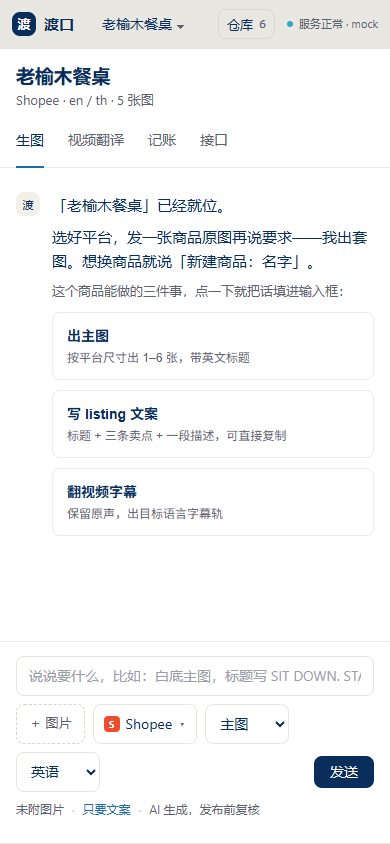 渡 渡口 老榆木餐桌 仓库 6 服务正常 · mock
老榆木餐桌
Shopee · en / th · 5 张图
生图 视频翻译 记账 接口
渡 「老榆木餐桌」已经就位。
选好平台，发一张商品原图再说要求——我出套
图。想换商品就说「新建商品：名字」。
这个商品能做的三件事，点一下就把话填进输入框：
出主图
按平台尺寸出 1–6 张，带英文标题
写 listing 文案
标题 + 三条卖点 + 一段描述，可直接复制
翻视频字幕
保留原声，出目标语言字幕轨
说说要什么，比如：白底主图，标题写 SIT DOWN. STA
+ 图片 S Shopee 主图
英语 发送
未附图片 · 只要文案 · AI 生成，发布前复核